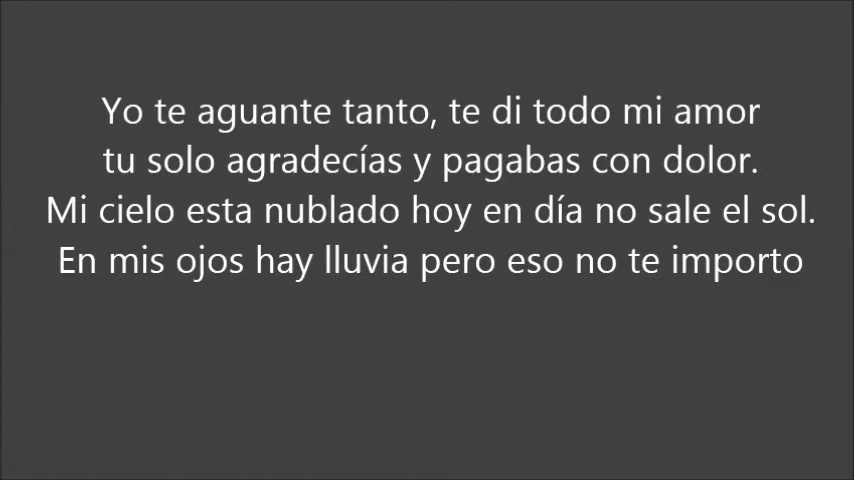 Yo te aguante tanto, te di todo mi amor
tu solo agradecías y pagabas con dolor.
Mi cielo esta nublado hoy en día no sale el sol.
En mis ojos hay lluvia pero eso no te importo